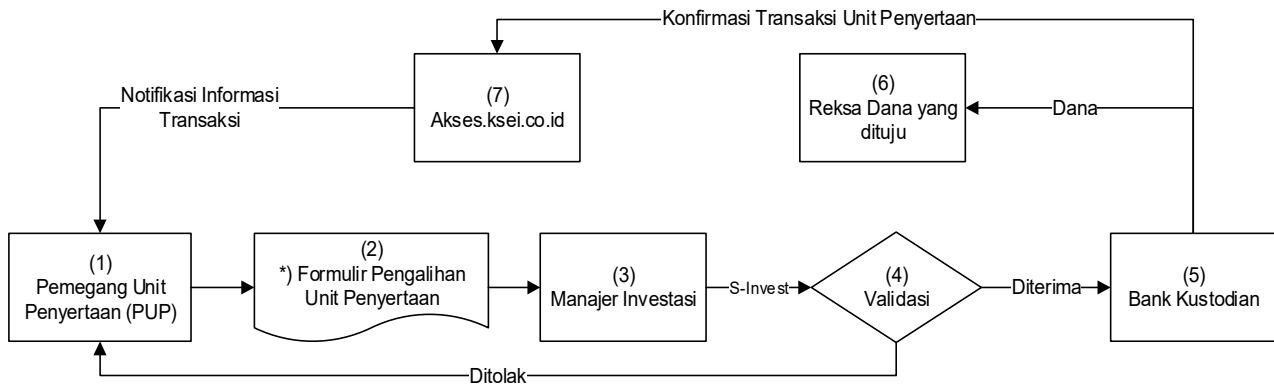 Konfirmasi Transaksi Unit Penyertaan
(7)
Akses.ksei.co.id
(6)
Reksa Dana yang
dituju
Dana
Notifikasi Informasi
Transaksi
(1)
Pemegang Unit
Penyertaan (PUP)
(2)
*) Formulir Pengalihan
Unit Penyertaan
(3)
Manajer Investasi
S-Invest
(4)
Validasi
Diterima
(5)
Bank Kustodian
Ditolak